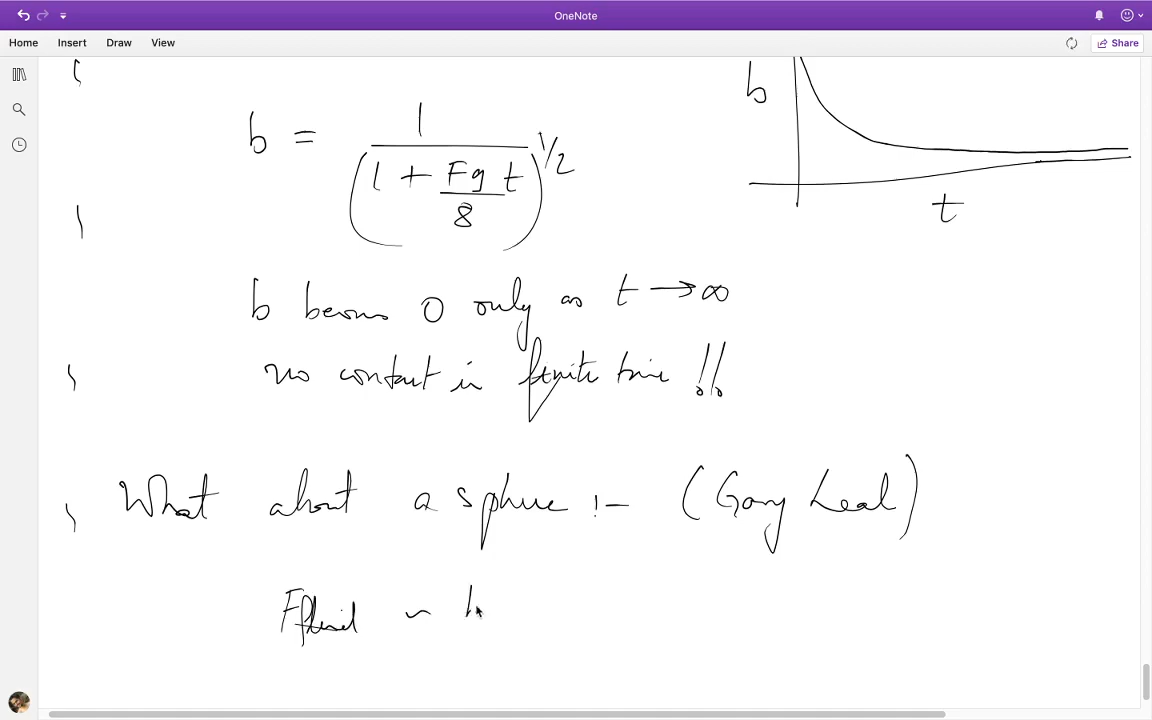 OneNote
Home Insert Draw View Share
b = 1 / (1 + Fg t / 8)^1/2
b
t
b becomes 0 only as t → ∞
no contact in finite time !!
What about a sphere :- (Gary Leal)
Ffluid ~